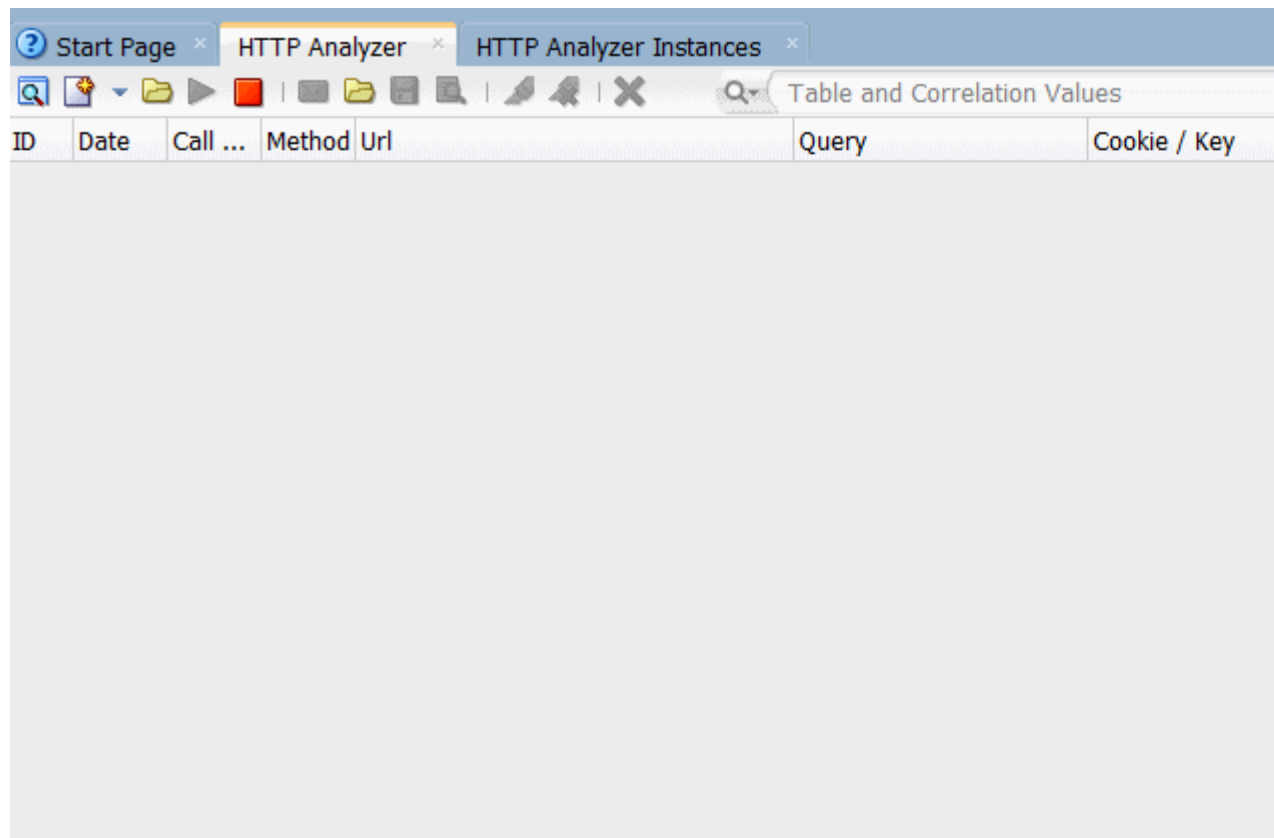 Start Page HTTP Analyzer HTTP Analyzer Instances
Table and Correlation Values
ID Date Call ... Method Url Query Cookie / Key